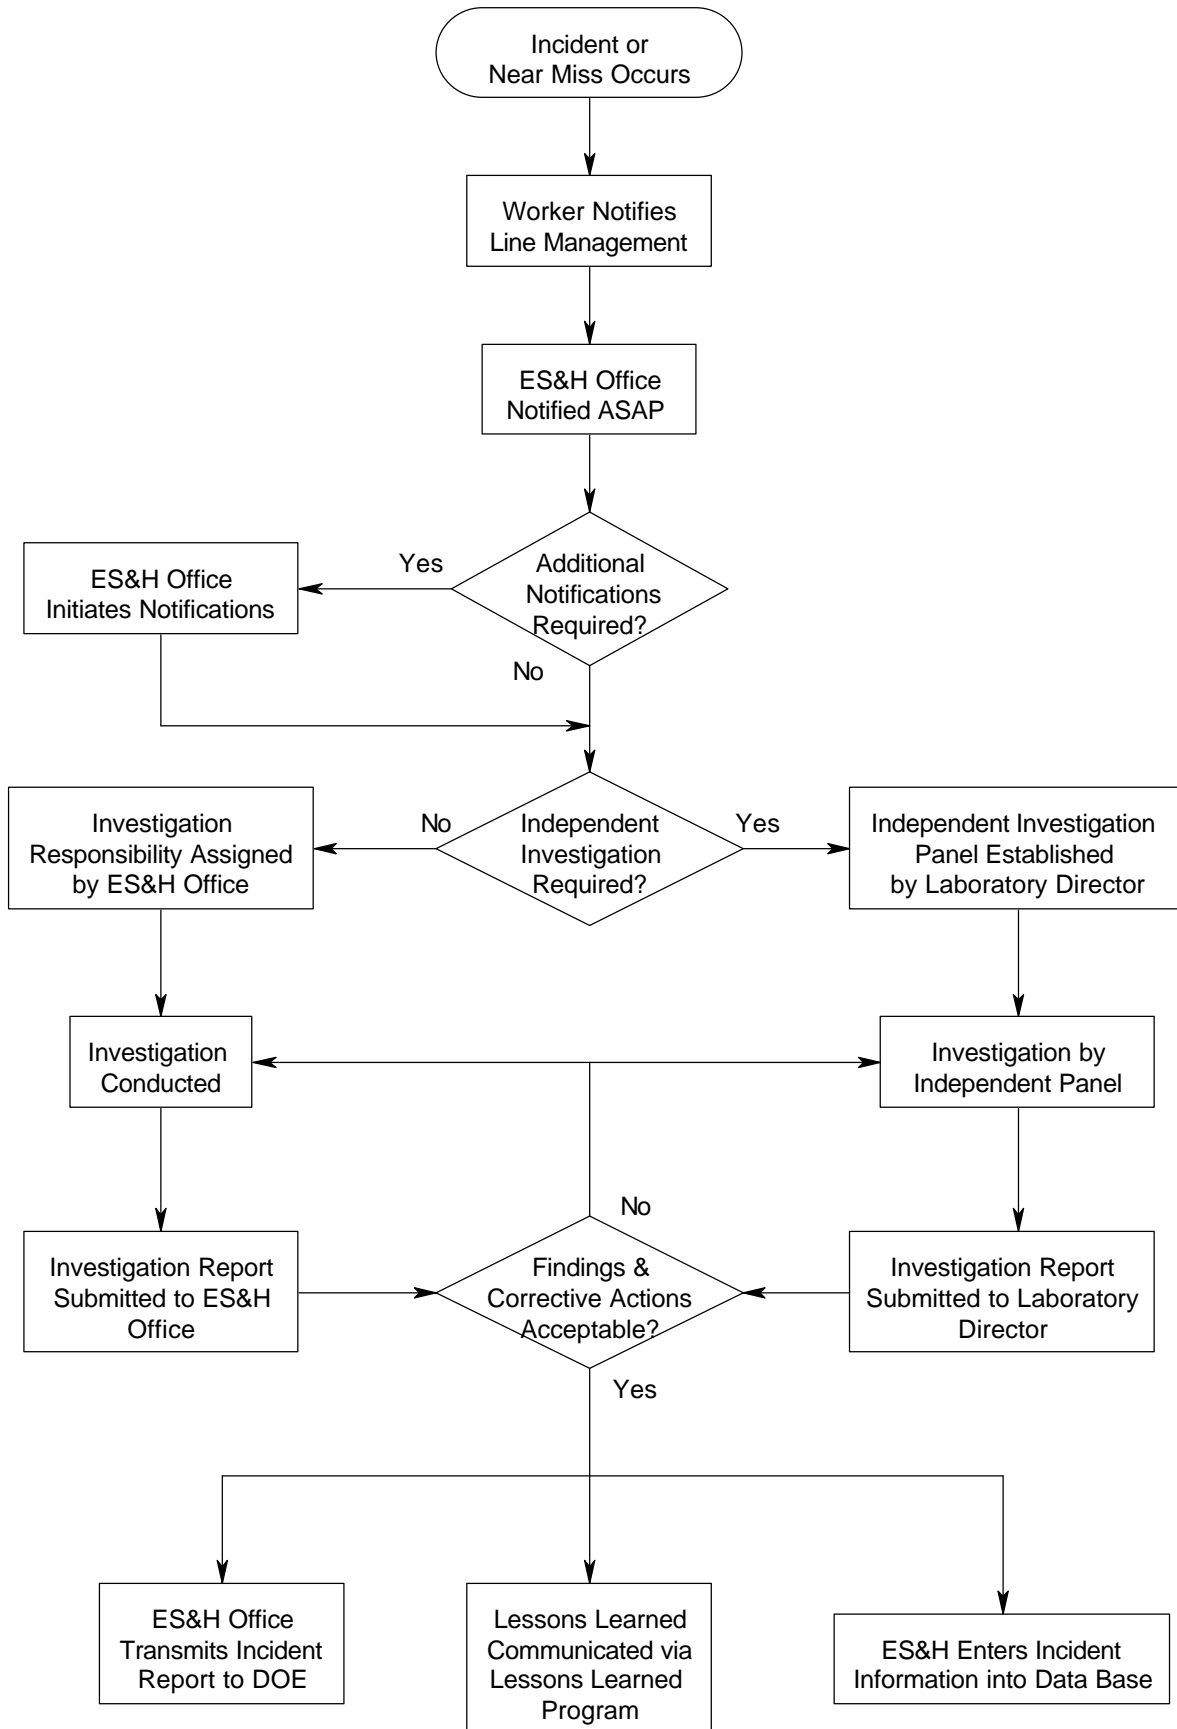 Incident or
Near Miss Occurs
Worker Notifies
Line Management
ES&H Office
Notified ASAP
Additional
Notifications
Required?
Yes
ES&H Office
Initiates Notifications
No
Independent
Investigation
Required?
No
Yes
Investigation
Responsibility Assigned
by ES&H Office
Independent Investigation
Panel Established
by Laboratory Director
Investigation
Conducted
Investigation by
Independent Panel
No
Investigation Report
Submitted to ES&H
Office
Findings &
Corrective Actions
Acceptable?
Investigation Report
Submitted to Laboratory
Director
Yes
ES&H Office
Transmits Incident
Report to DOE
Lessons Learned
Communicated via
Lessons Learned
Program
ES&H Enters Incident
Information into Data Base